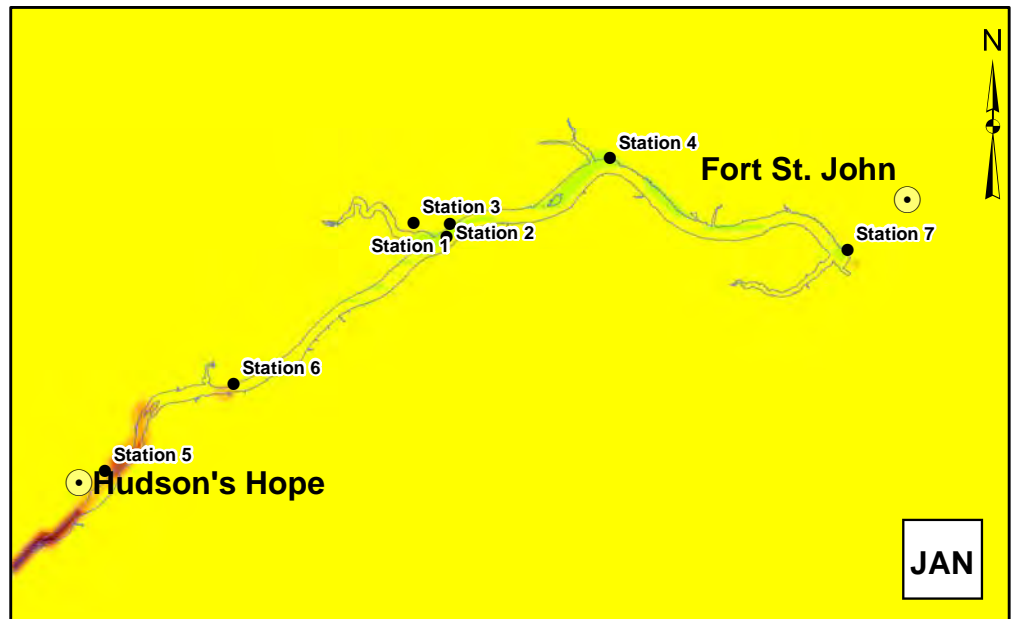 N
Station 4
Fort St. John
Station 3
Station 1
Station 2
Station 7
Station 6
Station 5
Hudson's Hope
JAN